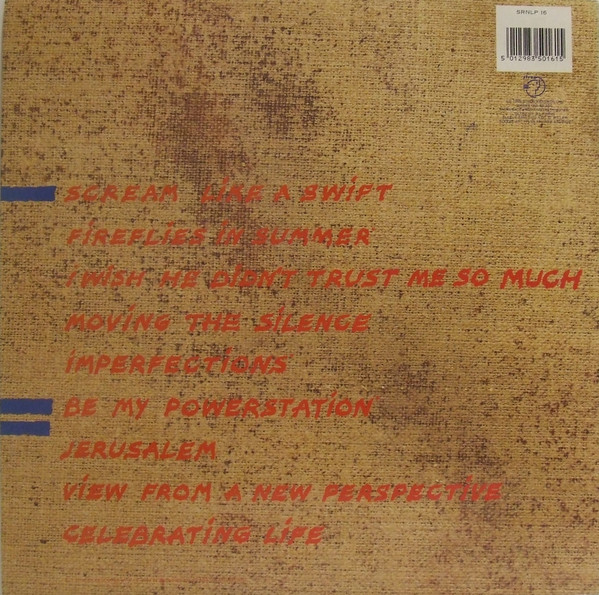 SRNLP 16
5 012983 501615
SCREAM LIKE A SWIFT
FIREFLIES IN SUMMER
I WISH HE DIDN'T TRUST ME SO MUCH
MOVING THE SILENCE
IMPERFECTIONS
BE MY POWERSTATION
JERUSALEM
VIEW FROM A NEW PERSPECTIVE
CELEBRATING LIFE